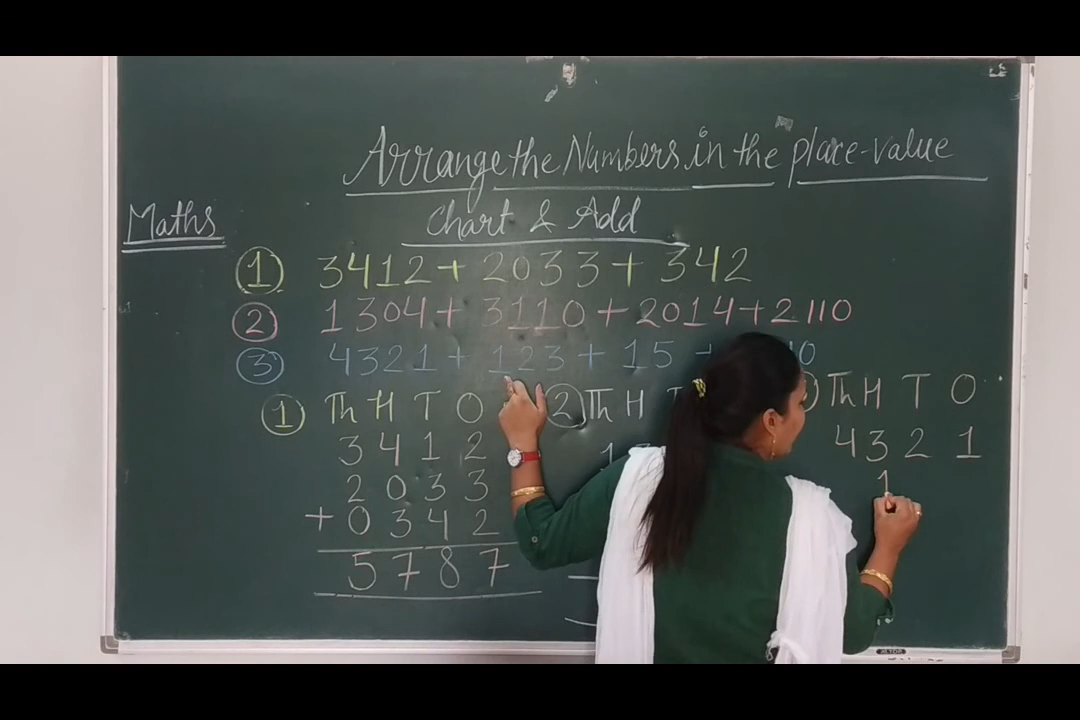 Arrange the Numbers in the place-value
Chart & Add
Maths
1 3412 + 2033 + 342
2 1304 + 3110 + 2014 + 2110
3 4321 + 123 + 15 +
1 Th H T O
3 4 1 2
2 0 3 3
+ 0 3 4 2
5 7 8 7
2 Th H
1
Th H T O
4 3 2 1
1